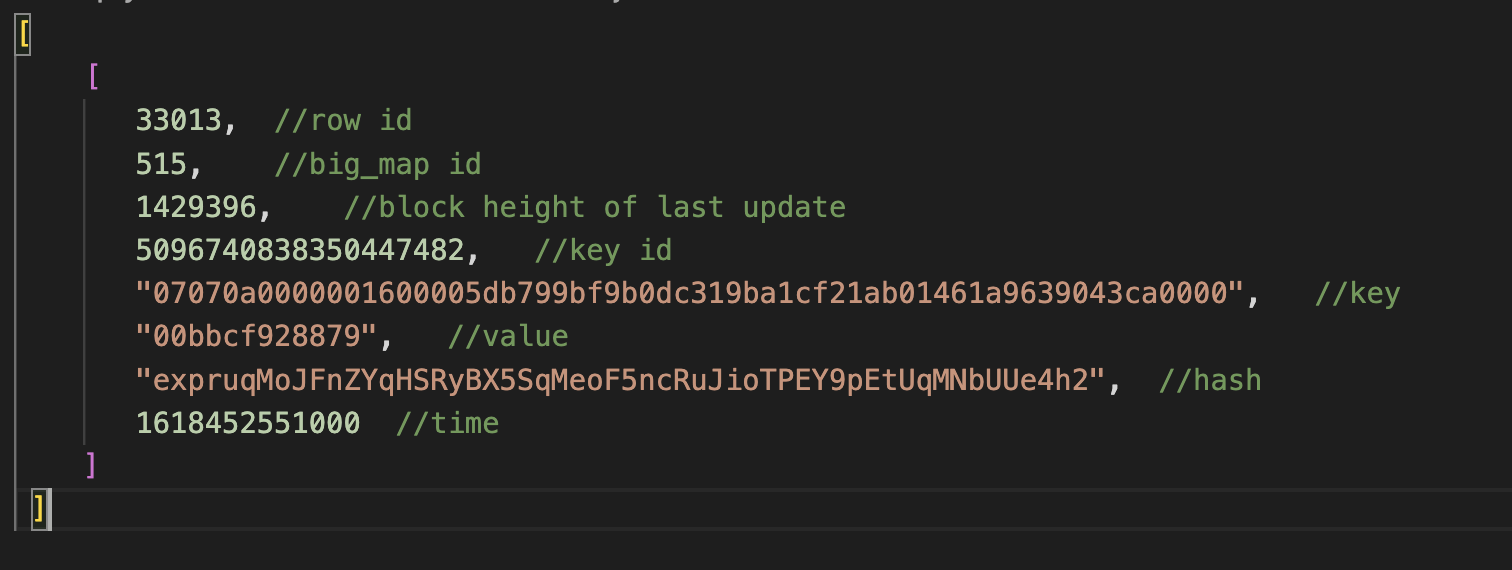 [
[
33013, //row id
515, //big_map id
1429396, //block height of last update
5096740838350447482, //key id
"07070a0000001600005db799bf9b0dc319ba1cf21ab01461a9639043ca0000", //key
"00bbcf928879", //value
"expruqMoJFnZYqHSRyBX5SqMeoF5ncRuJioTPEY9pEtUqMNbUUe4h2", //hash
1618452551000 //time
]
]